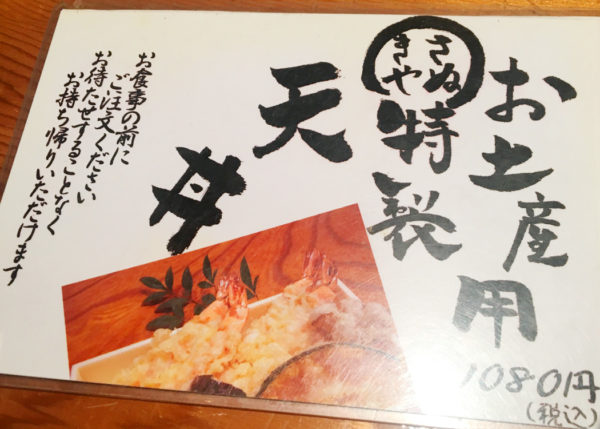 お土産用
さぬ
きや
特製
天丼
1080円
(税込)
お食事の前に
ご注文ください
お待たせすることなく
お持ち帰りいただけます